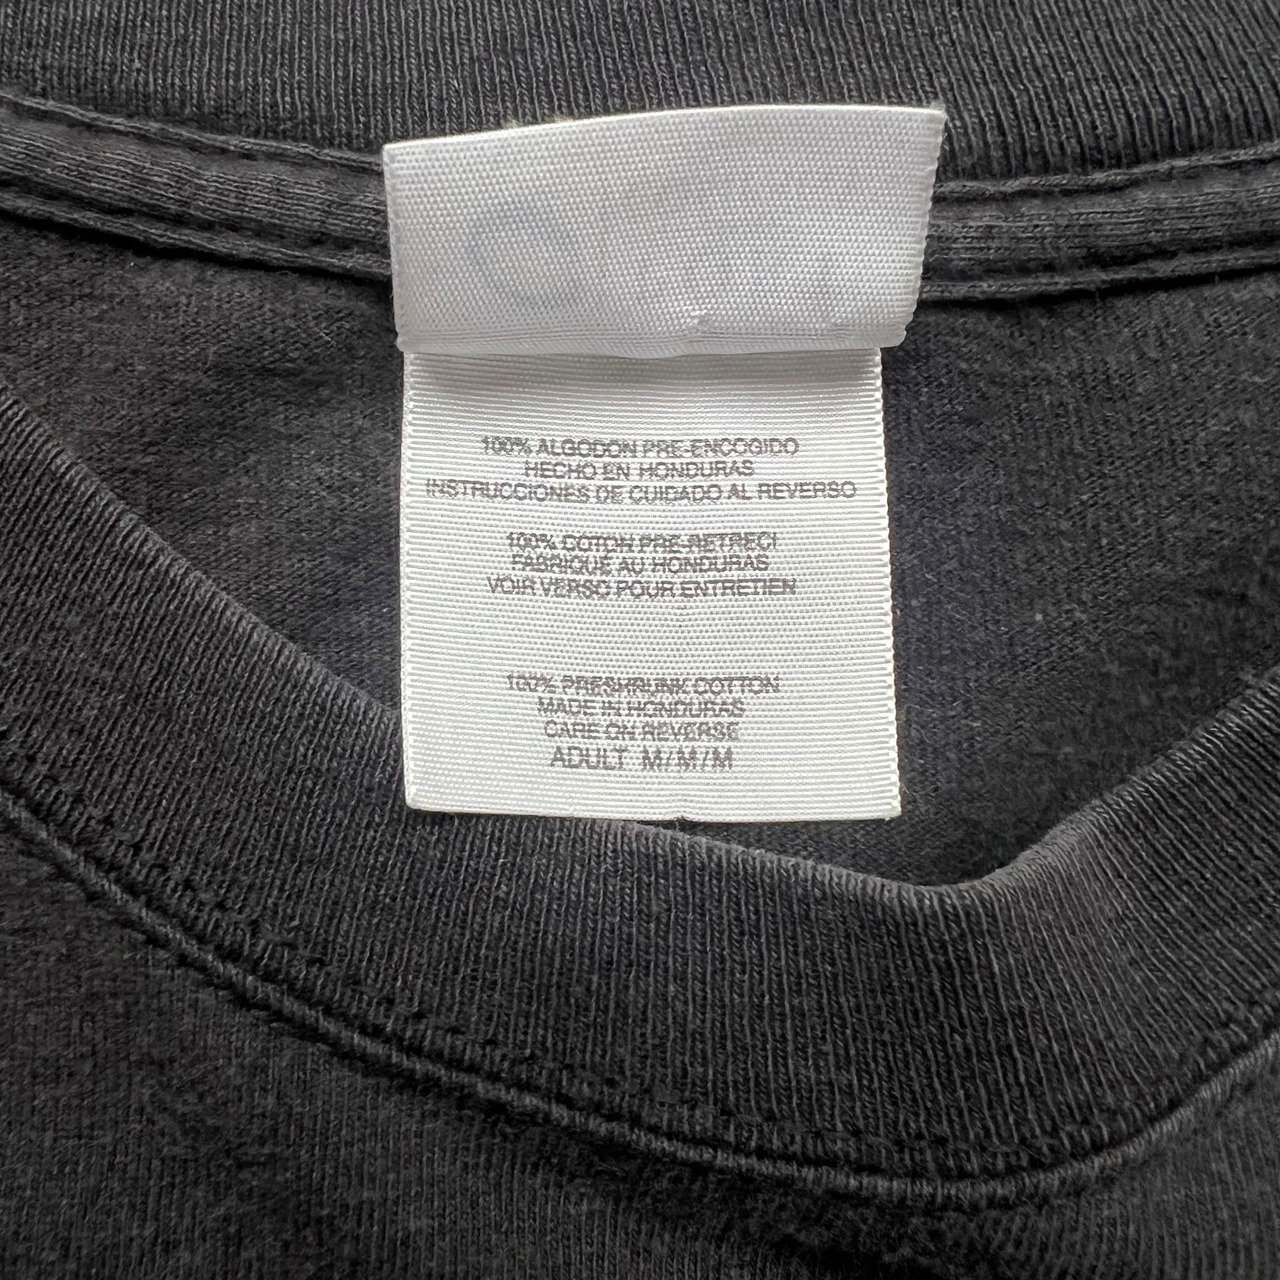 100% ALGODON PRE-ENCOGIDO
HECHO EN HONDURAS
INSTRUCCIONES DE CUIDADO AL REVERSO
100% COTON PRE-RETRECI
FABRIQUE AU HONDURAS
VOIR VERSO POUR ENTRETIEN
100% PRESHRUNK COTTON
MADE IN HONDURAS
CARE ON REVERSE
ADULT: M/M/M